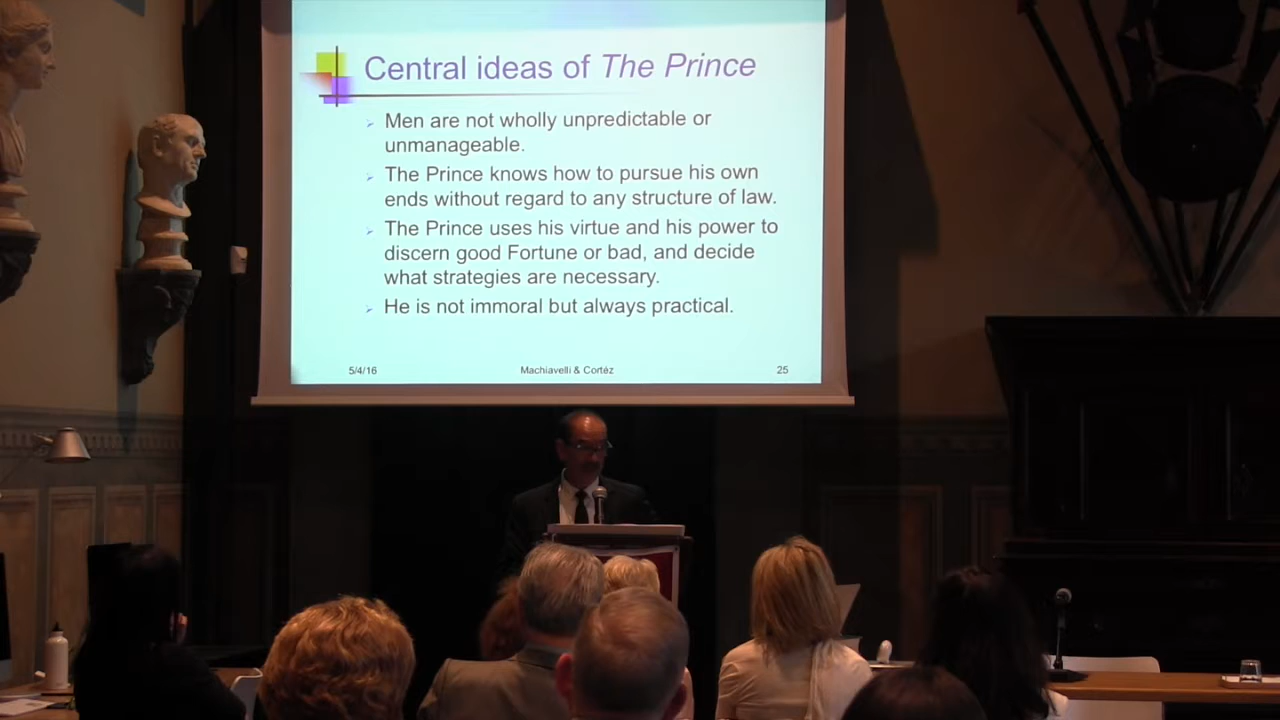 Central ideas of The Prince
Men are not wholly unpredictable or
unmanageable.
The Prince knows how to pursue his own
ends without regard to any structure of law.
The Prince uses his virtue and his power to
discern good Fortune or bad, and decide
what strategies are necessary.
He is not immoral but always practical.
5/4/16 Machiavelli & Cortéz 25